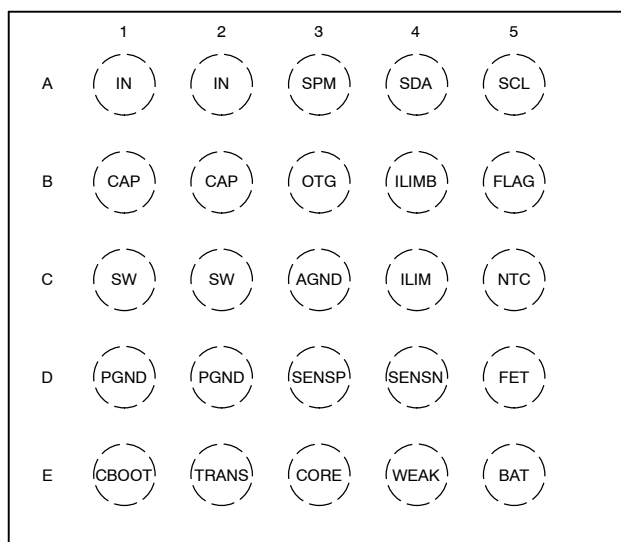 1 2 3 4 5
A IN IN SPM SDA SCL
B CAP CAP OTG ILIMB FLAG
C SW SW AGND ILIM NTC
D PGND PGND SENSP SENSN FET
E CBOOT TRANS CORE WEAK BAT